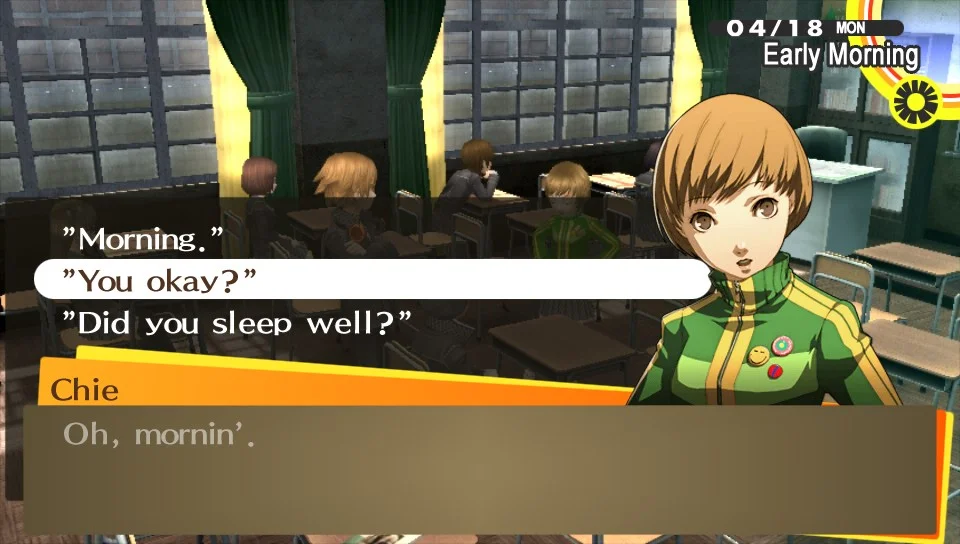 04/18 MON
Early Morning
"Morning."
"You okay?"
"Did you sleep well?"
Chie
Oh, mornin'.